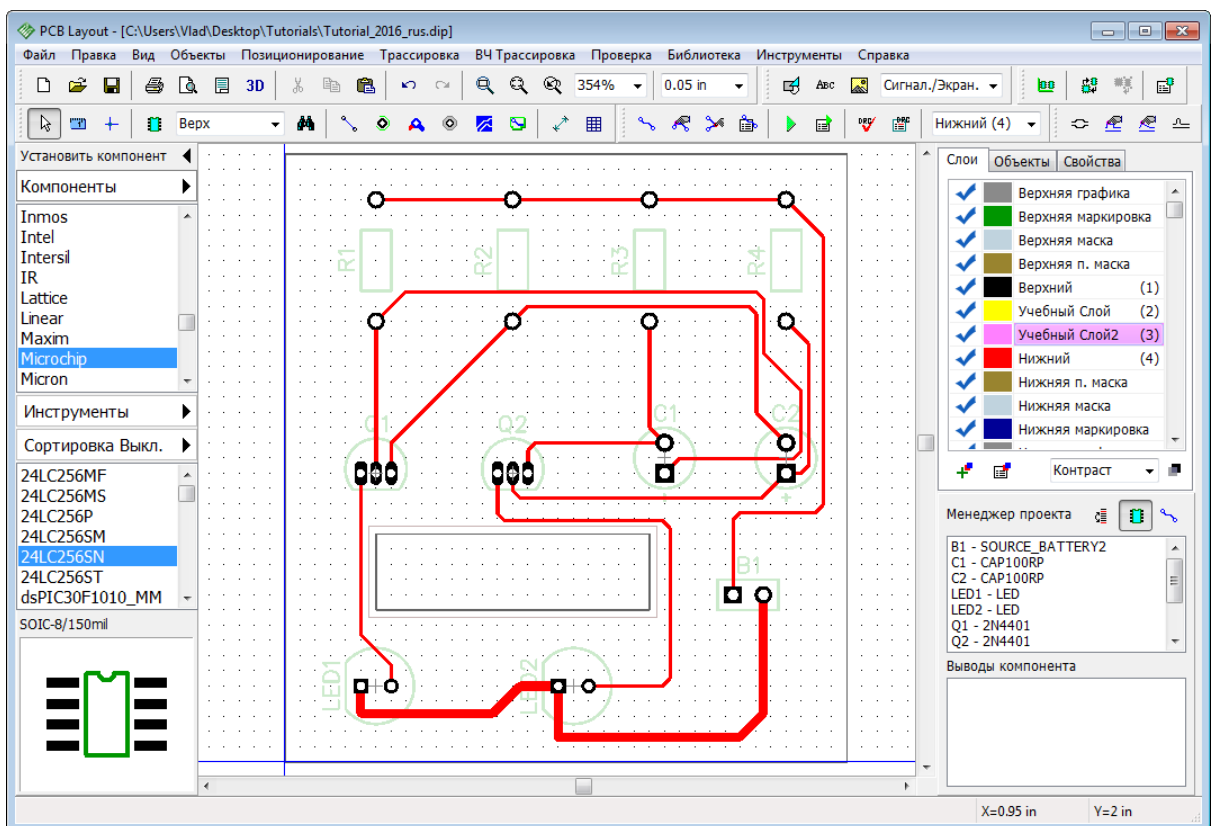 PCB Layout - [C:\Users\Vlad\Desktop\Tutorials\Tutorial_2016_rus.dip]
Файл Правка Вид Объекты Позиционирование Трассировка ВЧ Трассировка Проверка Библиотека Инструменты Справка
3D 354% 0.05 in ABC Сигнал./Экран.
Верх DRC DRC Нижний (4)
Установить компонент
Компоненты
Inmos
Intel
Intersil
IR
Lattice
Linear
Maxim
Microchip
Micron
Инструменты
Сортировка Выкл.
24LC256MF
24LC256MS
24LC256P
24LC256SM
24LC256SN
24LC256ST
dsPIC30F1010_MM
SOIC-8/150mil
R1 R2 R3 R4
Q1 Q2 C1 C2
B1
LED1 LED2
Слои Объекты Свойства
Верхняя графика
Верхняя маркировка
Верхняя маска
Верхняя п. маска
Верхний (1)
Учебный Слой (2)
Учебный Слой2 (3)
Нижний (4)
Нижняя п. маска
Нижняя маска
Нижняя маркировка
Контраст
Менеджер проекта
B1 - SOURCE_BATTERY2
C1 - CAP100RP
C2 - CAP100RP
LED1 - LED
LED2 - LED
Q1 - 2N4401
Q2 - 2N4401
Выводы компонента
X=0.95 in Y=2 in